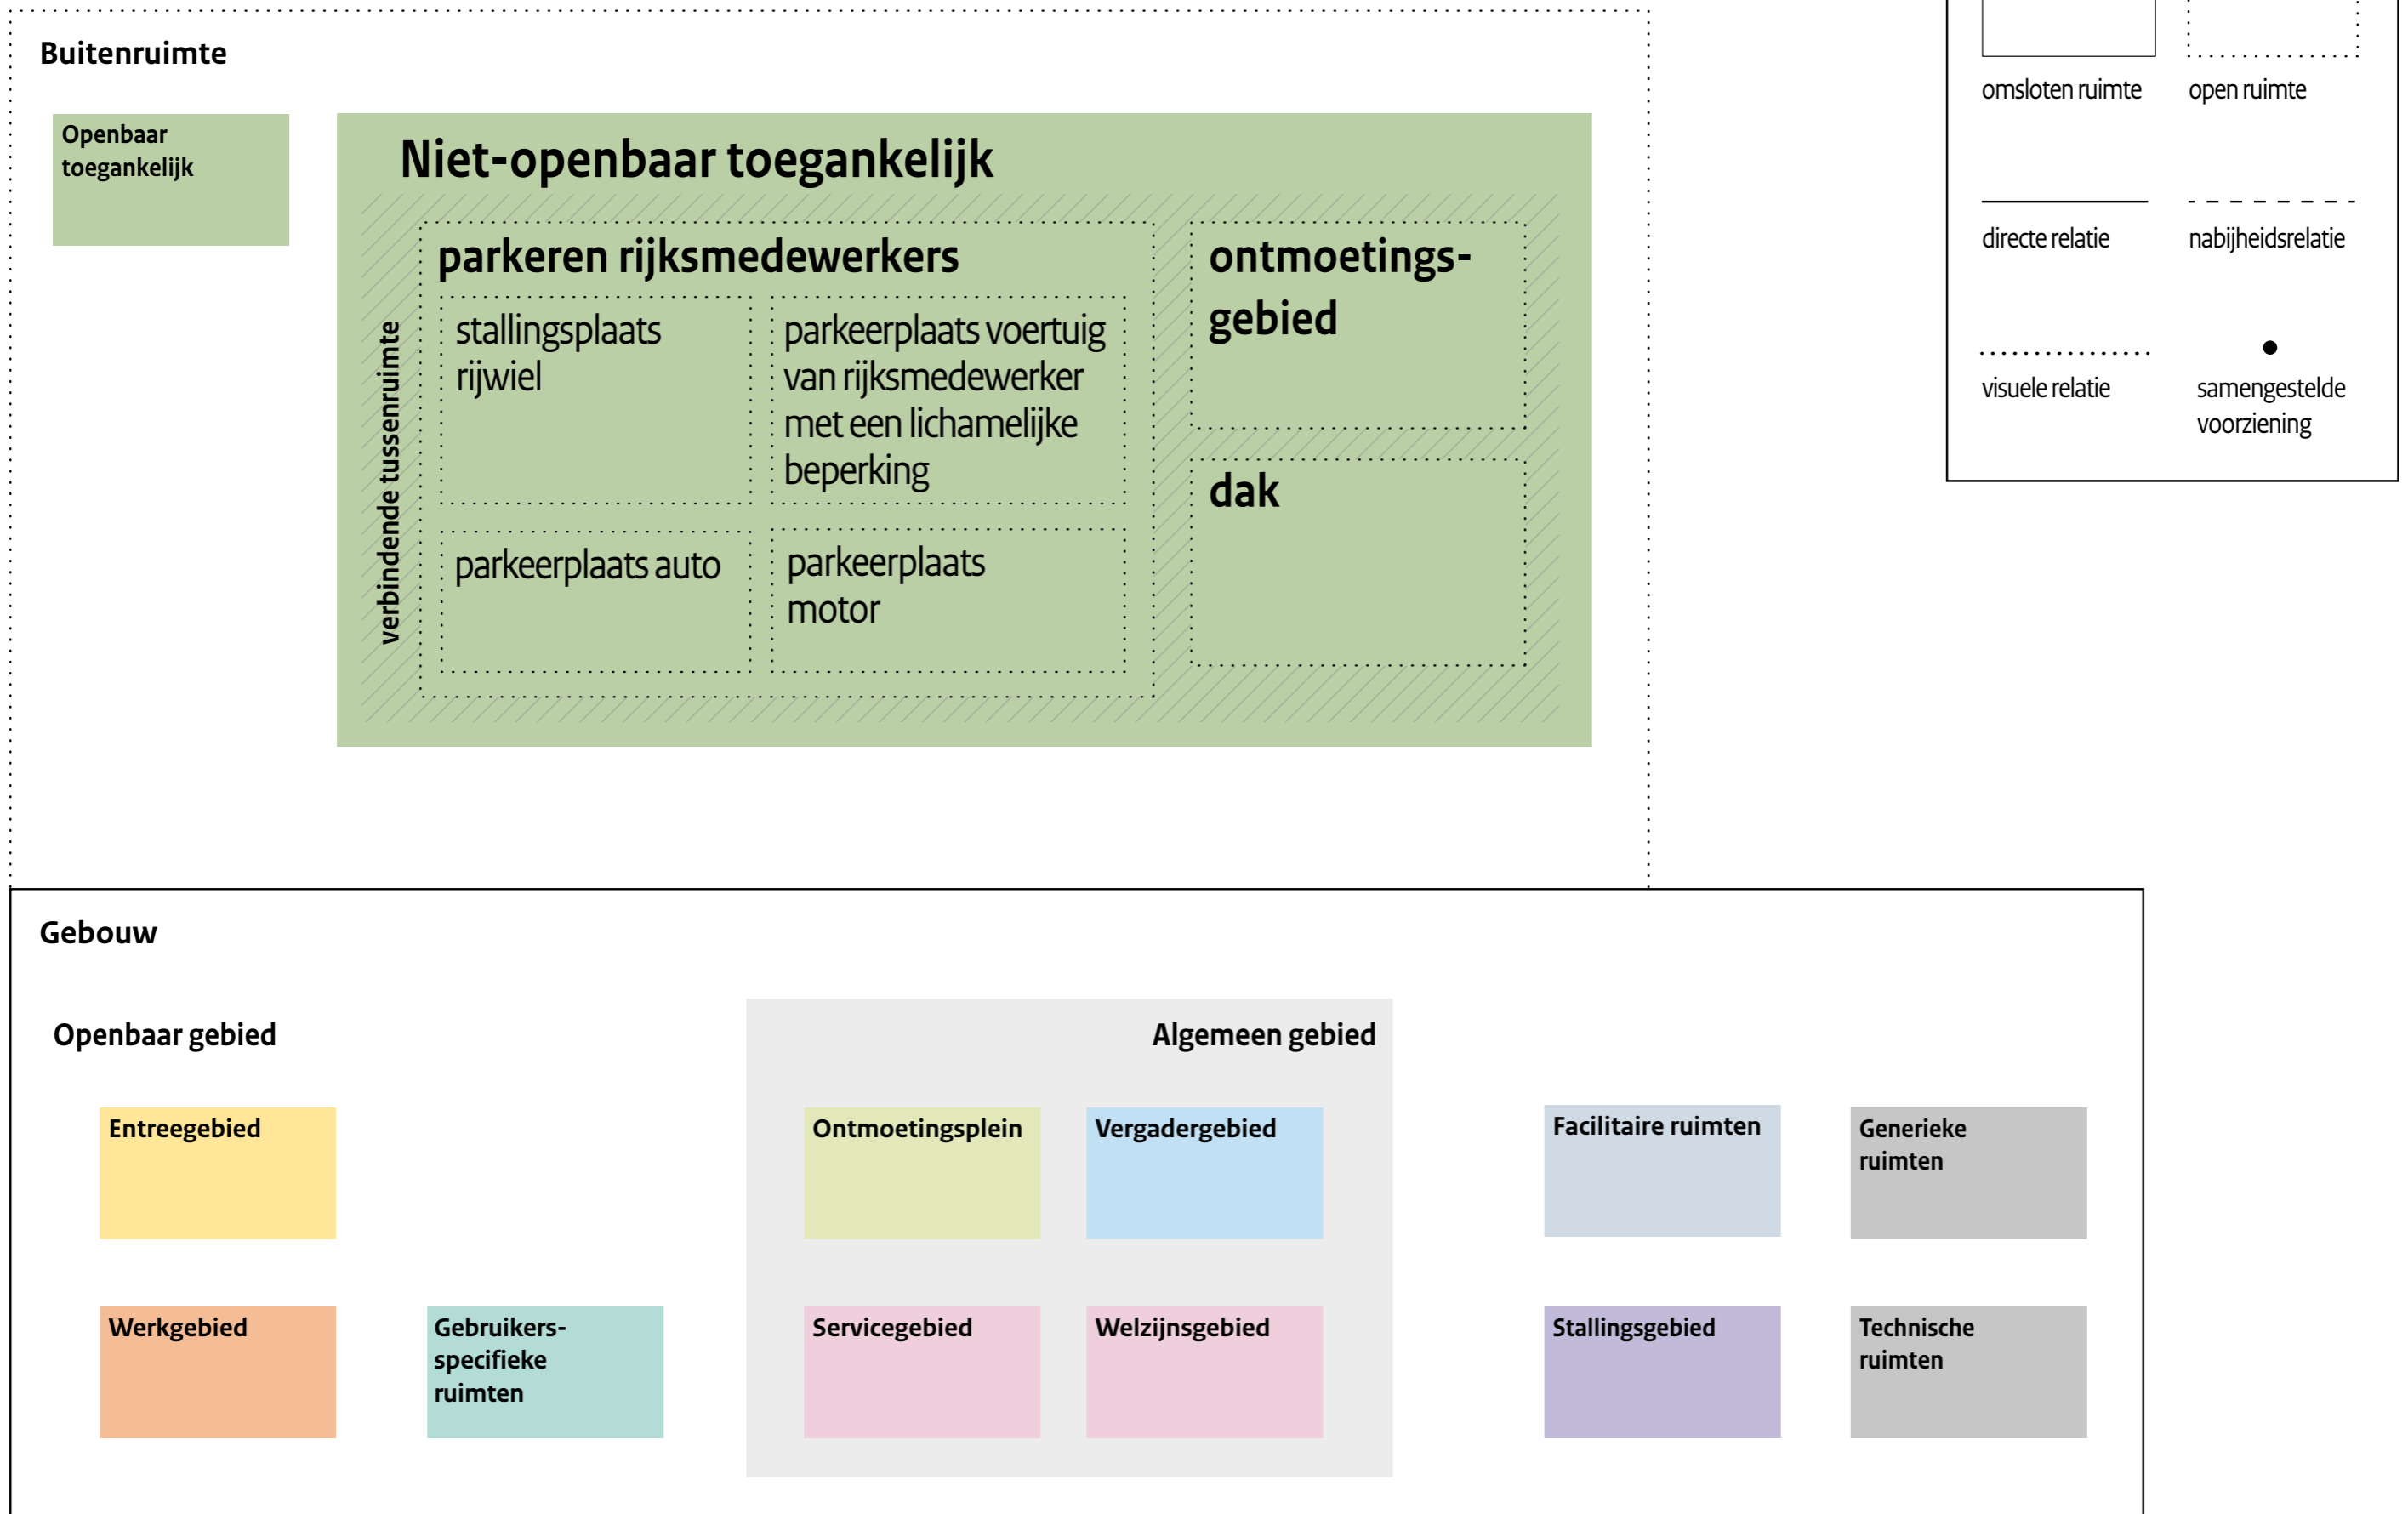 Buitenruimte
Openbaar
toegankelijk
Niet-openbaar toegankelijk
verbindende tussenruimte
parkeren rijksmedewerkers
stallingsplaats
rijwiel
parkeerplaats voertuig
van rijksmedewerker
met een lichamelijke
beperking
parkeerplaats auto
parkeerplaats
motor
ontmoetings-
gebied
dak
omsloten ruimte
open ruimte
directe relatie
nabijheidsrelatie
visuele relatie
samengestelde
voorziening
Gebouw
Openbaar gebied
Algemeen gebied
Entreegebied
Ontmoetingsplein
Vergadergebied
Facilitaire ruimten
Generieke
ruimten
Werkgebied
Gebruikers-
specifieke
ruimten
Servicegebied
Welzijnsgebied
Stallingsgebied
Technische
ruimten